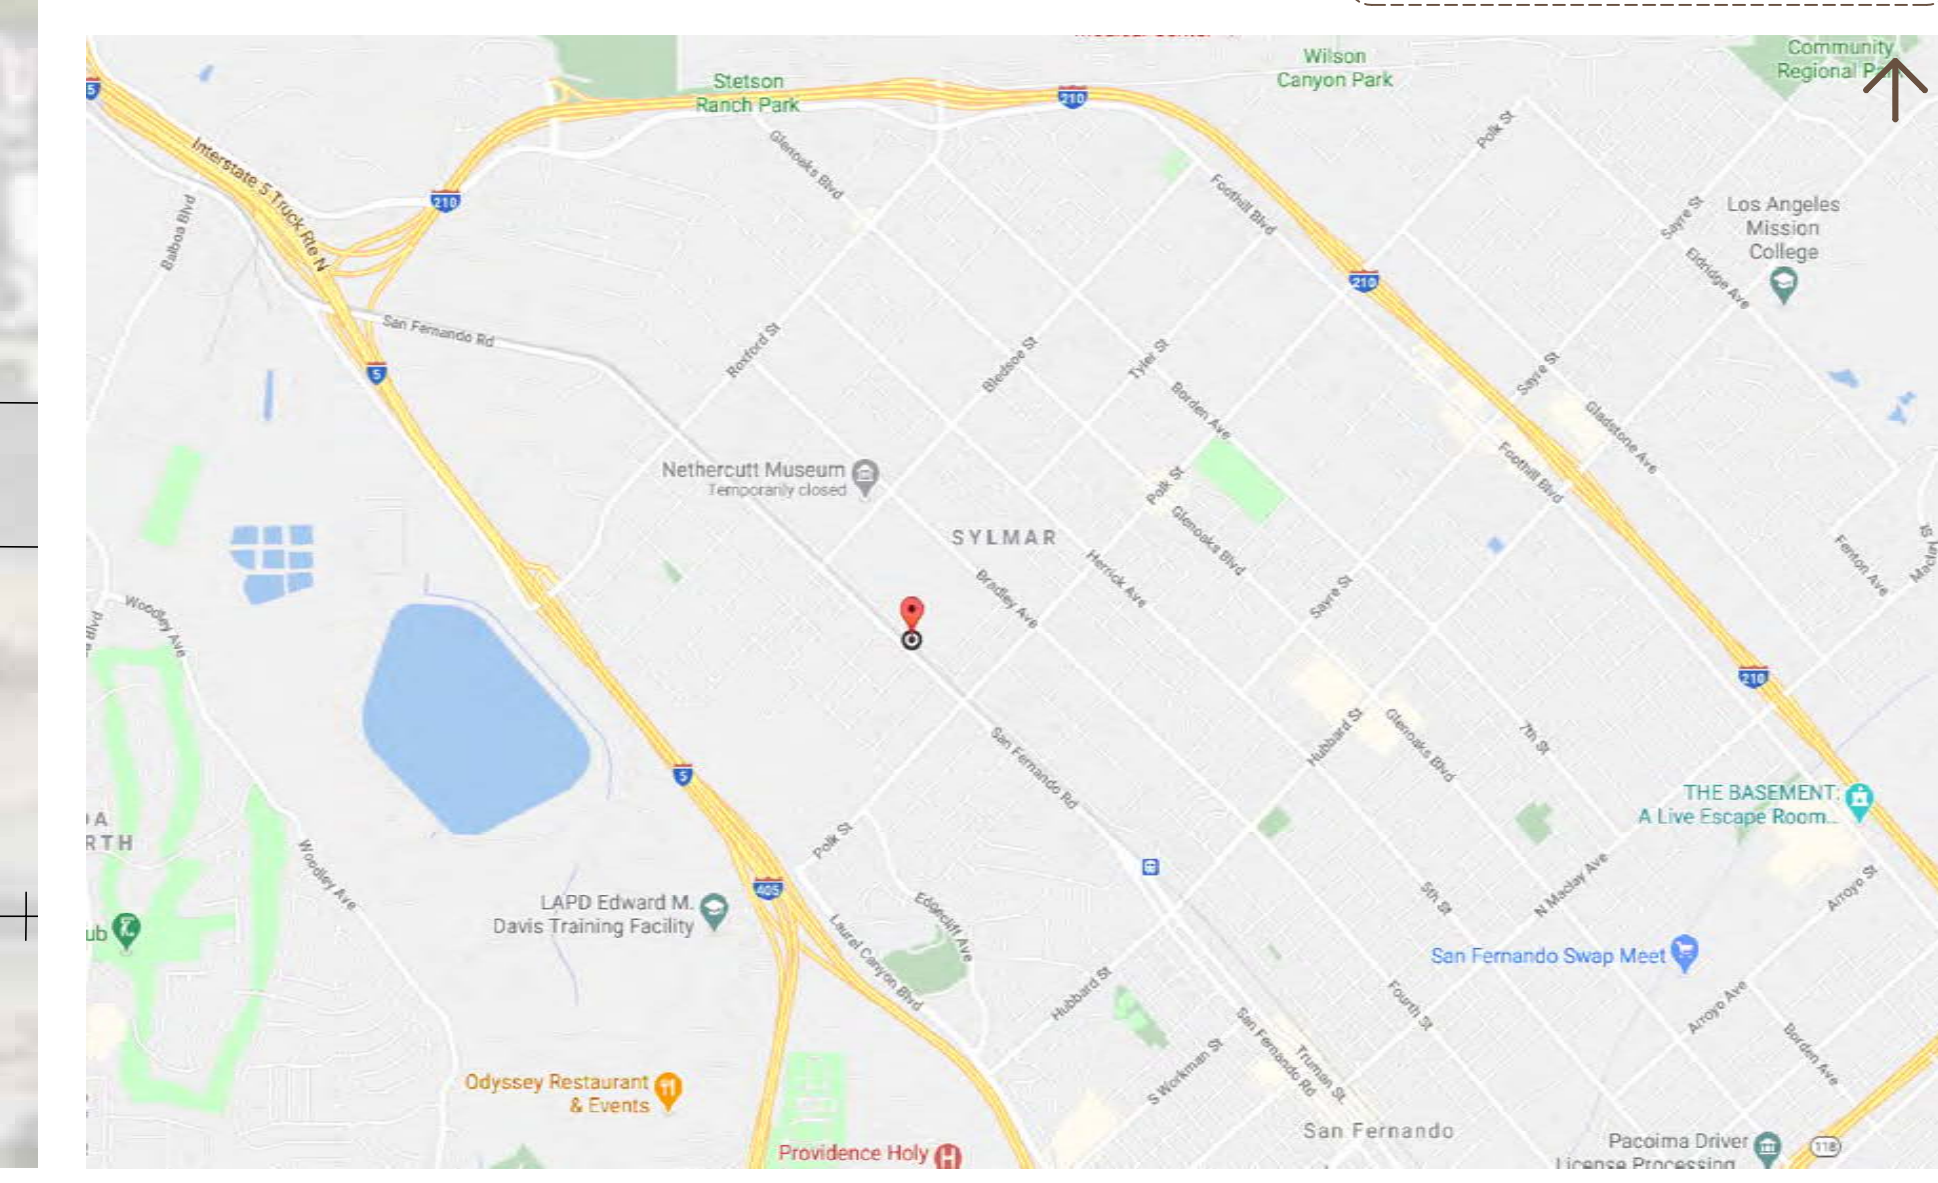 Wilson
Canyon Park
Community
Regional
Stetson
Ranch Park
5
210
Interstate 5 Truck Rte N
Glenoaks Blvd
Polk St
210
Balboa Blvd
Foothill Blvd
Sayre St
Los Angeles
Mission
College
Eldridge Ave
210
San Fernando Rd
Roxford St
Bledsoe St
Tyler St
Sayre St
5
Borden Ave
Gladstone Ave
Nethercutt Museum
Temporarily closed
Polk St
Foothill Blvd
SYLMAR
Glenoaks Blvd
Herrick Ave
Bradley Ave
Sayre St
Fenton Ave
Woodley Ave
Blvd
210
San Fernando Rd
Hubbard St
Glenoaks Blvd
7th St
5
THE BASEMENT:
A Live Escape Room...
Polk St
RTH
Woodley Ave
405
LAPD Edward M.
Davis Training Facility
Laurel Canyon Blvd
Edgecliff Ave
5th St
N Maclay Ave
Arroyo St
San Fernando Swap Meet
Hubbard St
Fourth St
Arroyo Ave
San Fernando Rd
Truman St
S Workman St
Borden Ave
Odyssey Restaurant
& Events
San Fernando
Providence Holy
H
Pacoima Driver
License Processing
118